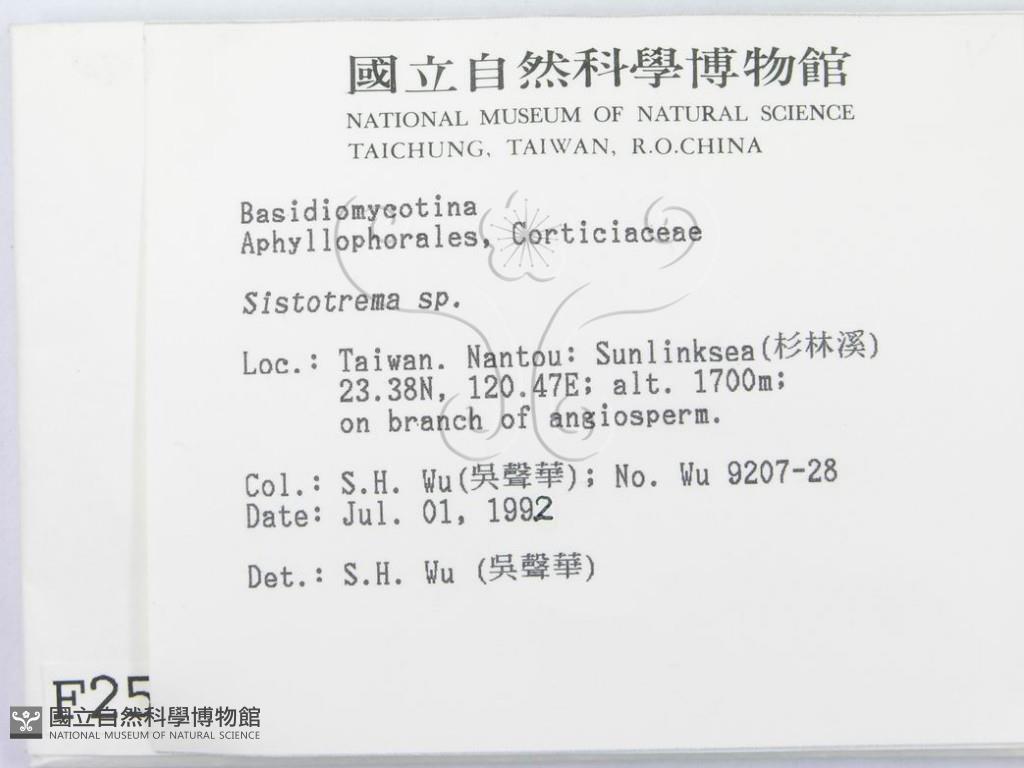 國立自然科學博物館
NATIONAL MUSEUM OF NATURAL SCIENCE
TAICHUNG, TAIWAN, R.O.CHINA
Basidiomycotina
Aphyllophorales, Corticiaceae
Sistotrema sp.
Loc.: Taiwan. Nantou: Sunlinksea(杉林溪)
23.38N, 120.47E; alt. 1700m;
on branch of angiosperm.
Col.: S.H. Wu(吳聲華); No. Wu 9207-28
Date: Jul. 01, 1992
Det.: S.H. Wu (吳聲華)
F25
國立自然科學博物館
NATIONAL MUSEUM OF NATURAL SCIENCE